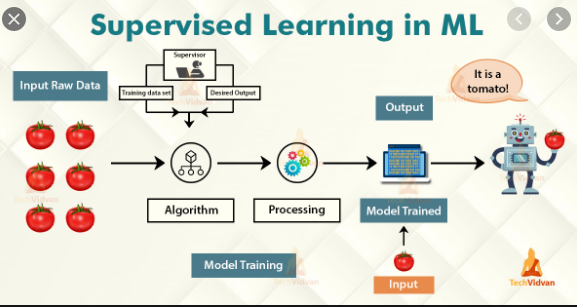 Supervised Learning in ML
Supervisor
Input Raw Data
Training data set
Desired Output
It is a
tomato!
Output
Algorithm
Processing
Model Trained
Model Training
Input
TechVidvan